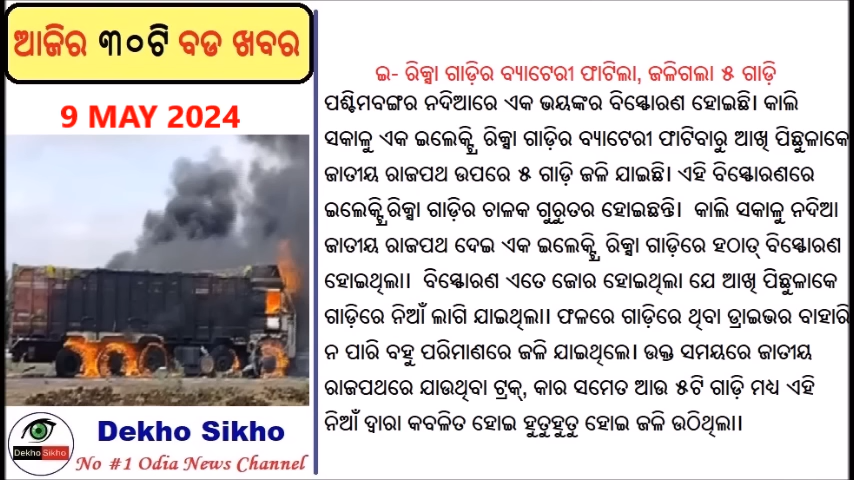 ଆଜିର ୩୦ଟି ବଡ ଖବର
9 MAY 2024
ଇ- ରିକ୍ସା ଗାଡ଼ିର ବ୍ୟାଟେରୀ ଫାଟିଲା, ଜଳିଗଲା ୫ ଗାଡ଼ି
ପଶ୍ଚିମବଙ୍ଗର ନଦିଆରେ ଏକ ଭୟଙ୍କର ବିସ୍ଫୋରଣ ହୋଇଛି। କାଲି
ସକାଳୁ ଏକ ଇଲେକ୍ଟ୍ରି ରିକ୍ସା ଗାଡ଼ିର ବ୍ୟାଟେରୀ ଫାଟିବାରୁ ଆଖି ପିଛୁଳାକେ
ଜାତୀୟ ରାଜପଥ ଉପରେ ୫ ଗାଡ଼ି ଜଳି ଯାଇଛି। ଏହି ବିସ୍ଫୋରଣରେ
ଇଲେକ୍ଟ୍ରିରିକ୍ସା ଗାଡ଼ିର ଚାଳକ ଗୁରୁତର ହୋଇଛନ୍ତି। କାଲି ସକାଳୁ ନଦିଆ
ଜାତୀୟ ରାଜପଥ ଦେଇ ଏକ ଇଲେକ୍ଟ୍ରି ରିକ୍ସା ଗାଡ଼ିରେ ହଠାତ୍ ବିସ୍ଫୋରଣ
ହୋଇଥିଲା। ବିସ୍ଫୋରଣ ଏତେ ଜୋର ହୋଇଥିଲା ଯେ ଆଖି ପିଛୁଳାକେ
ଗାଡ଼ିରେ ନିଆଁ ଲାଗି ଯାଇଥିଲା। ଫଳରେ ଗାଡ଼ିରେ ଥିବା ଡ୍ରାଇଭର ବାହାରି
ନ ପାରି ବହୁ ପରିମାଣରେ ଜଳି ଯାଇଥିଲେ। ଉକ୍ତ ସମୟରେ ଜାତୀୟ
ରାଜପଥରେ ଯାଉଥିବା ଟ୍ରକ୍, କାର ସମେତ ଆଉ ୫ଟି ଗାଡ଼ି ମଧ୍ୟ ଏହି
ନିଆଁ ଦ୍ୱାରା କବଳିତ ହୋଇ ହୁତୁହୁତୁ ହୋଇ ଜଳି ଉଠିଥିଲା।
Dekho Sikho
Dekho Sikho
No #1 Odia News Channel